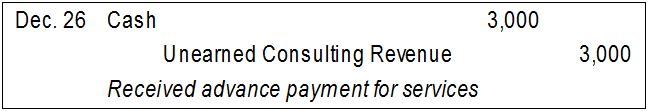 Dec. 26 Cash 3,000
Unearned Consulting Revenue 3,000
Received advance payment for services